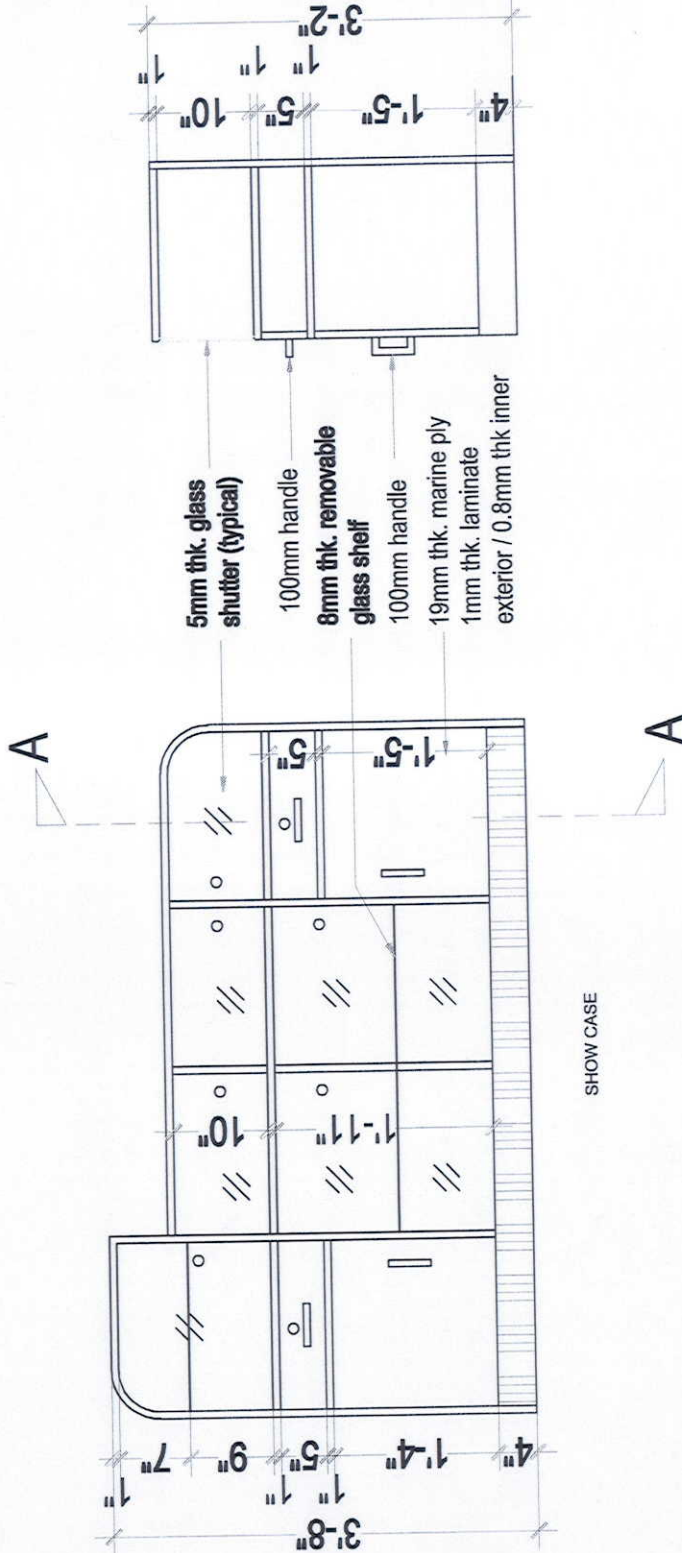 A
A
5mm thk. glass
shutter (typical)
100mm handle
8mm thk. removable
glass shelf
100mm handle
19mm thk. marine ply
1mm thk. laminate
exterior / 0.8mm thk inner
3'-8"
1"
7"
9"
1"
5"
1"
1'-4"
4"
10"
1'-11"
5"
1'-5"
1"
10"
1"
5"
1"
1'-5"
4"
3'-2"
SHOW CASE